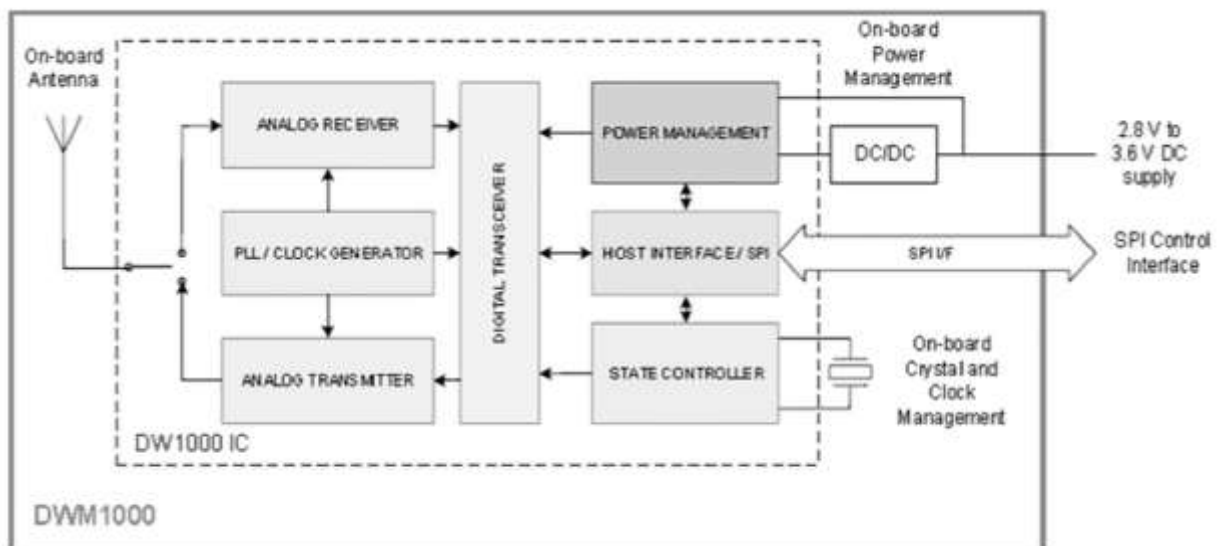 On-board
Antenna
ANALOG RECEIVER
PLL / CLOCK GENERATOR
ANALOG TRANSMITTER
DIGITAL TRANSCEIVER
POWER MANAGEMENT
HOST INTERFACE / SPI
STATE CONTROLLER
On-board
Power
Management
DC/DC
2.8 V to
3.6 V DC
supply
SPI I/F
SPI Control
Interface
On-board
Crystal and
Clock
Management
DW1000 IC
DWM1000